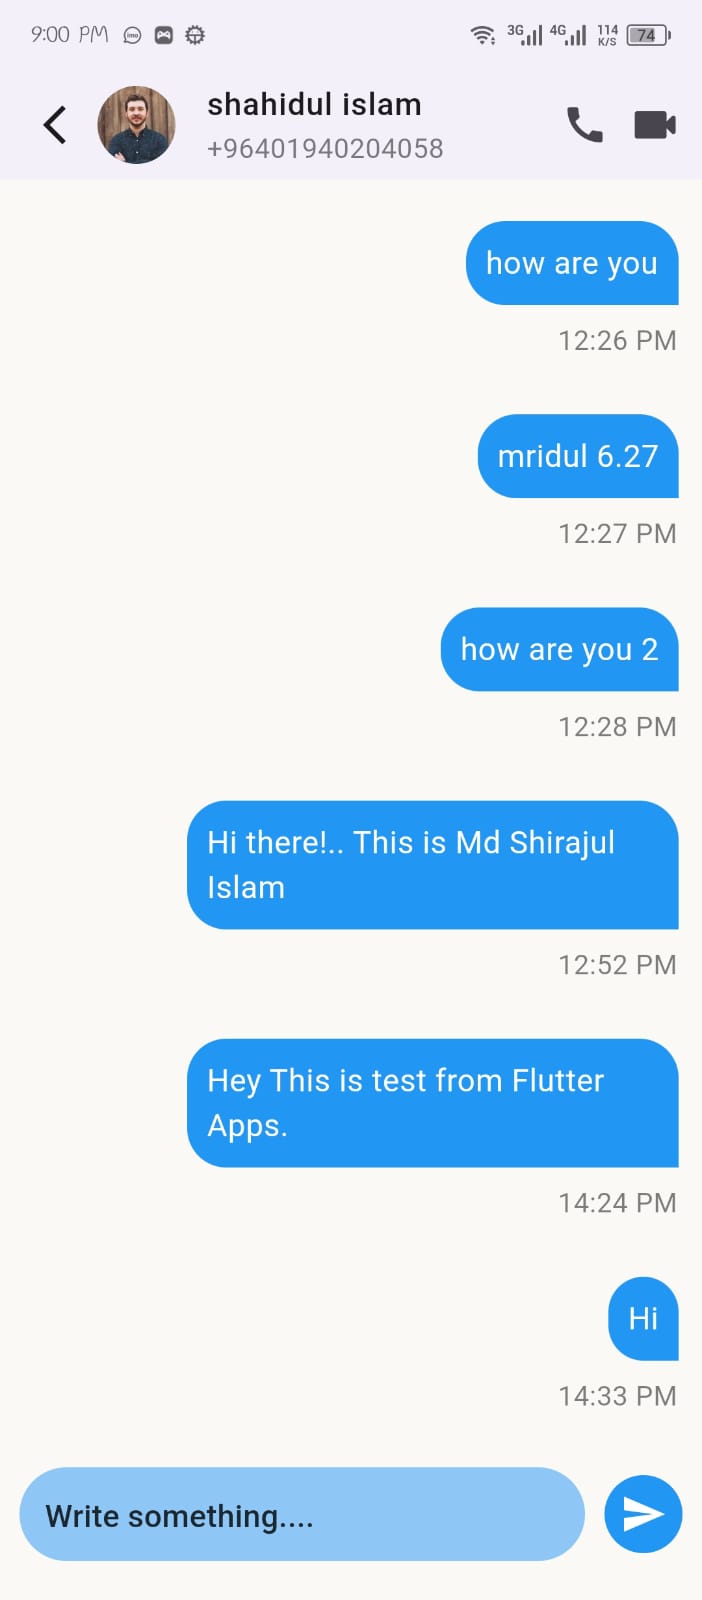 9:00 PM imo 3G 4G 114 K/S 74
shahidul islam
+96401940204058
how are you
12:26 PM
mridul 6.27
12:27 PM
how are you 2
12:28 PM
Hi there!.. This is Md Shirajul
Islam
12:52 PM
Hey This is test from Flutter
Apps.
14:24 PM
Hi
14:33 PM
Write something....